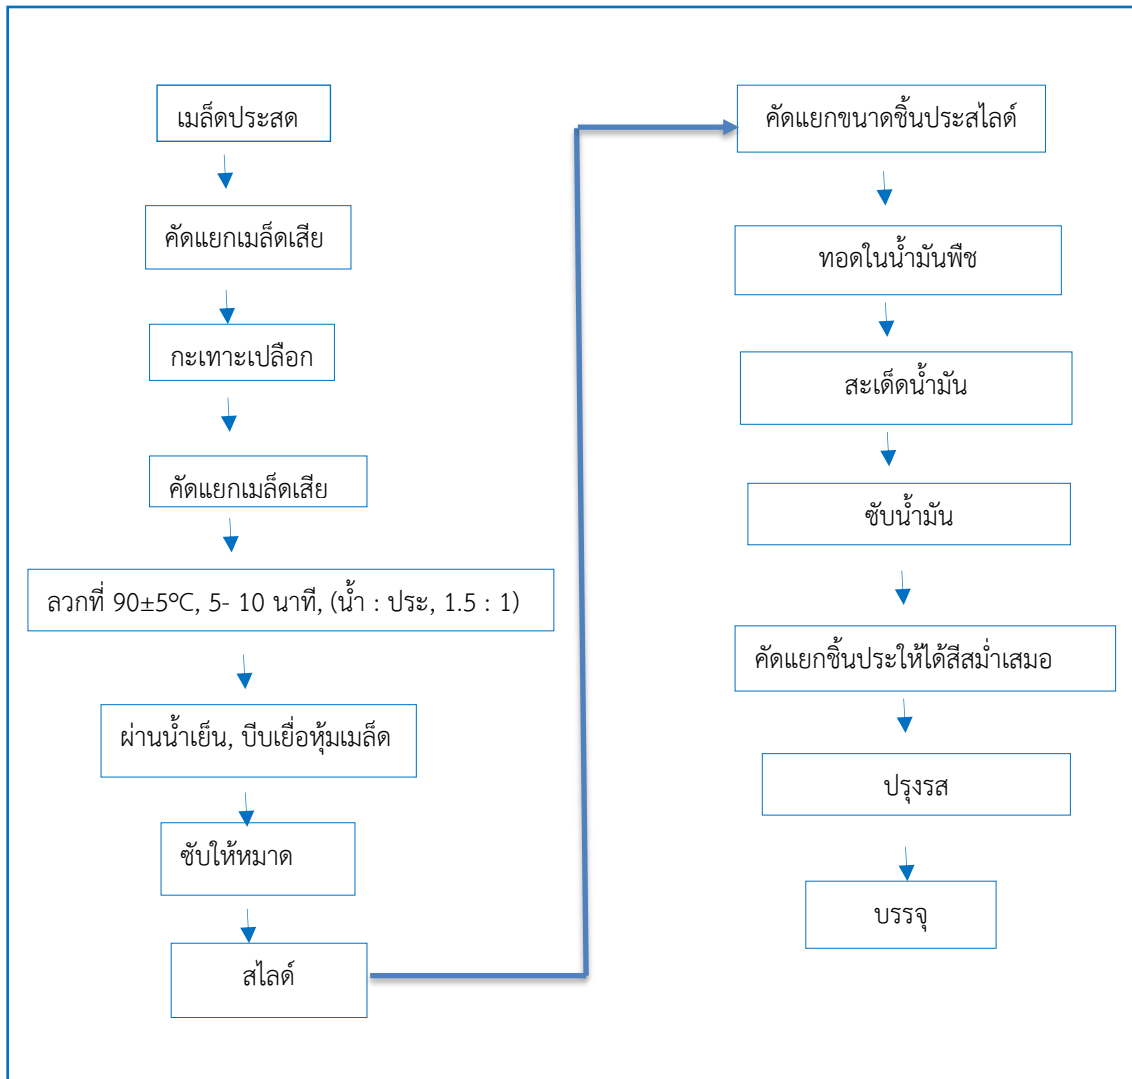 เมล็ดประสด
คัดแยกเมล็ดเสีย
กะเทาะเปลือก
คัดแยกเมล็ดเสีย
ลวกที่ 90±5ºC, 5- 10 นาที, (น้ำ : ประ, 1.5 : 1)
ผ่านน้ำเย็น, บีบเยื่อหุ้มเมล็ด
ซับให้หมาด
สไลด์
คัดแยกขนาดชิ้นประสไลด์
ทอดในน้ำมันพืช
สะเด็ดน้ำมัน
ซับน้ำมัน
คัดแยกชิ้นประให้ได้สีสม่ำเสมอ
ปรุงรส
บรรจุ